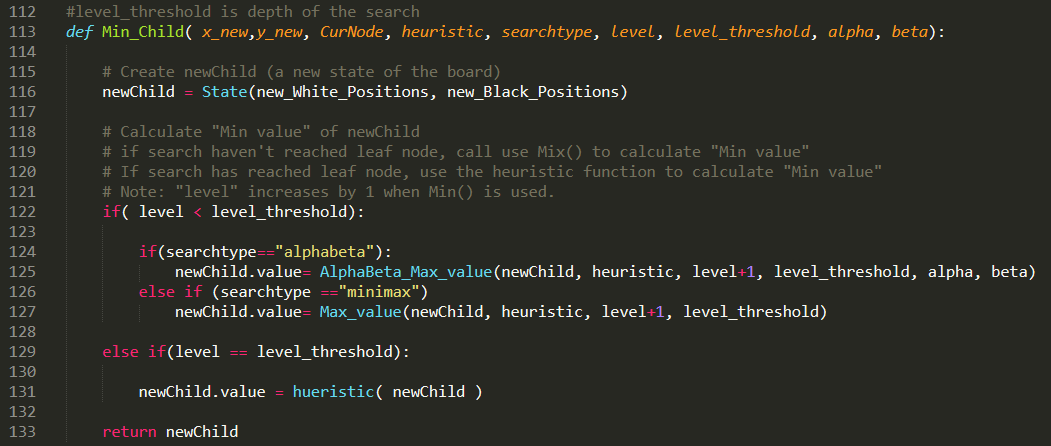 112 #level_threshold is depth of the search
113 def Min_Child( x_new,y_new, CurNode, heuristic, searchtype, level, level_threshold, alpha, beta):
114
115 # Create newChild (a new state of the board)
116 newChild = State(new_White_Positions, new_Black_Positions)
117
118 # Calculate "Min value" of newChild
119 # if search haven't reached leaf node, call use Mix() to calculate "Min value"
120 # If search has reached leaf node, use the heuristic function to calculate "Min value"
121 # Note: "level" increases by 1 when Min() is used.
122 if( level < level_threshold):
123
124 if(searchtype=="alphabeta"):
125 newChild.value= AlphaBeta_Max_value(newChild, heuristic, level+1, level_threshold, alpha, beta)
126 else if (searchtype =="minimax")
127 newChild.value= Max_value(newChild, heuristic, level+1, level_threshold)
128
129 else if(level == level_threshold):
130
131 newChild.value = hueristic( newChild )
132
133 return newChild